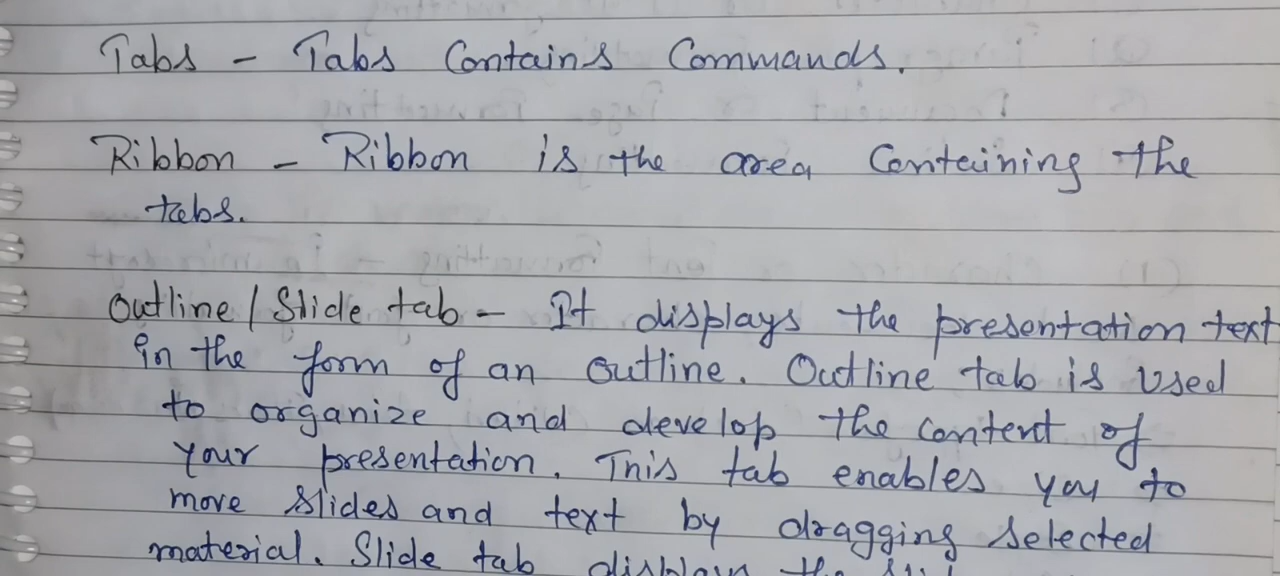 Tabs - Tabs Contains Commands.
Ribbon - Ribbon is the area Containing the
tabs.
Outline/Slide tab - It displays the presentation text
in the form of an outline. Outline tab is used
to organize and develop the content of
your presentation. This tab enables you to
move slides and text by dragging selected
material. Slide tab displays the